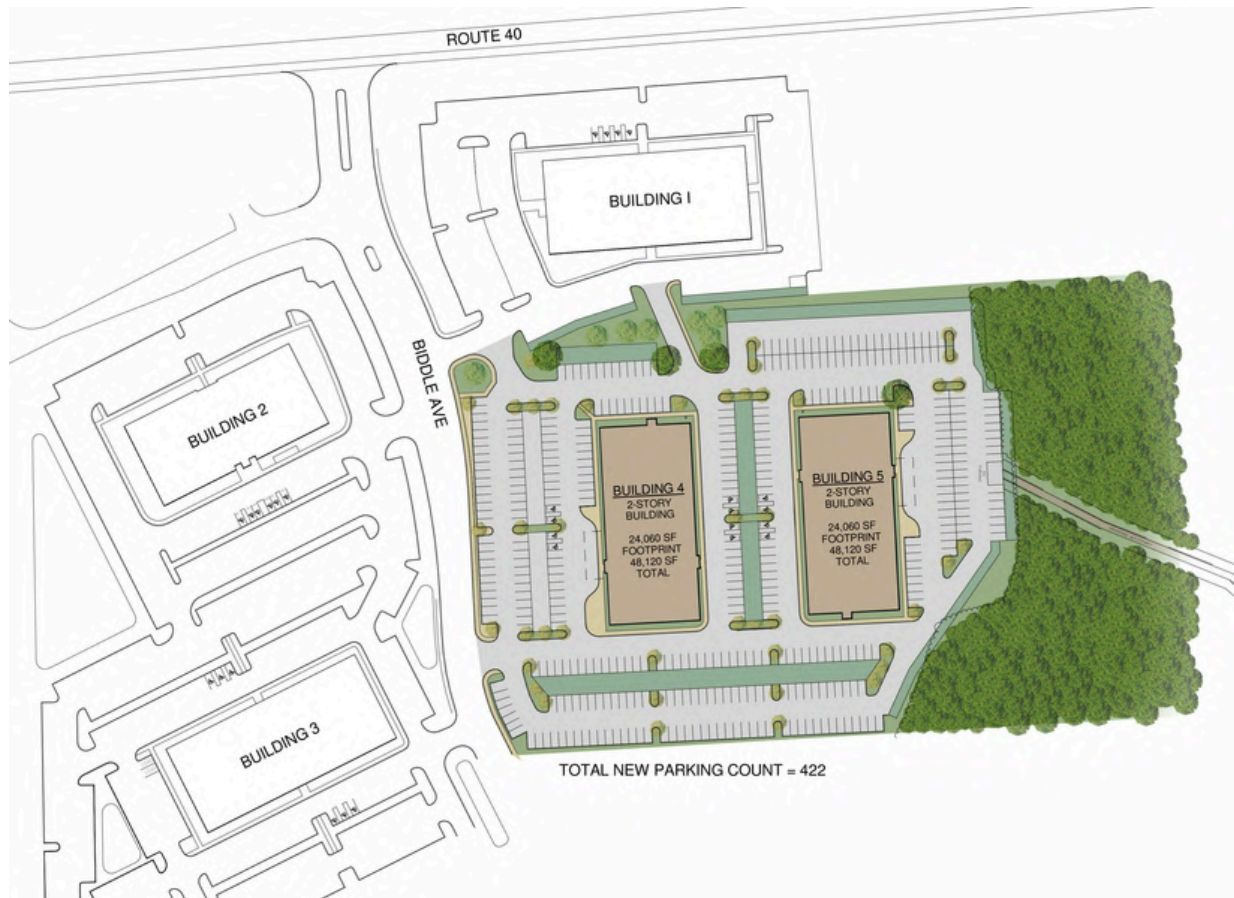 ROUTE 40
BUILDING I
BIDDLE AVE
BUILDING 2
BUILDING 4
2-STORY
BUILDING
24,060 SF
FOOTPRINT
48,120 SF
TOTAL
BUILDING 5
2-STORY
BUILDING
24,060 SF
FOOTPRINT
48,120 SF
TOTAL
BUILDING 3
TOTAL NEW PARKING COUNT = 422